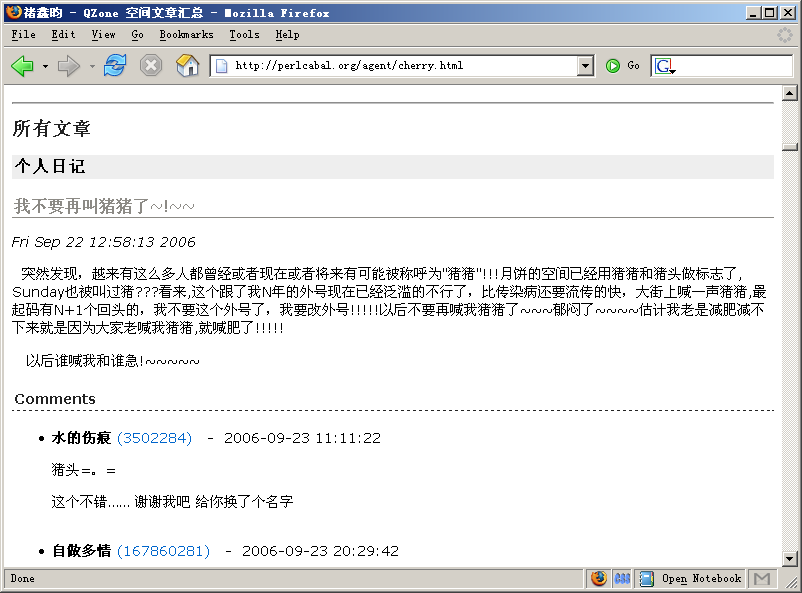 褚鑫昀 - QZone 空间文章汇总 - Mozilla Firefox
File Edit View Go Bookmarks Tools Help
http://perlcabal.org/agent/cherry.html Go G
所有文章
个人日记
我不要再叫猪猪了~!~~
Fri Sep 22 12:58:13 2006
突然发现，越来有这么多人都曾经或者现在或者将来有可能被称呼为"猪猪"!!!月饼的空间已经用猪猪和猪头做标志了,
Sunday也被叫过猪???看来,这个跟了我N年的外号现在已经泛滥的不行了，比传染病还要流传的快，大街上喊一声猪猪,最
起码有N+1个回头的，我不要这个外号了，我要改外号!!!!!以后不要再喊我猪猪了~~~郁闷了~~~~估计我老是减肥减不
下来就是因为大家老喊我猪猪,就喊肥了!!!!!
以后谁喊我和谁急!~~~~~
Comments
• 水的伤痕 (3502284) - 2006-09-23 11:11:22
猪头=。=
这个不错…… 谢谢我吧 给你换了个名字
• 自做多情 (167860281) - 2006-09-23 20:29:42
Done CSS Open Notebook